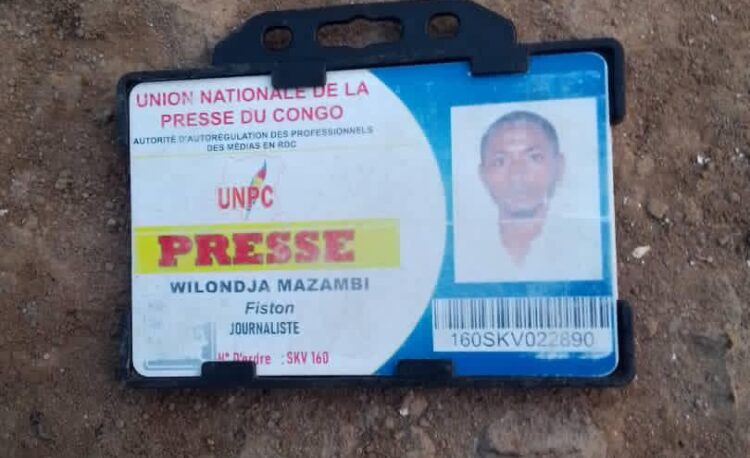 UNION NATIONALE DE LA
PRESSE DU CONGO
AUTORITÉ D'AUTORÉGULATION DES PROFESSIONNELS
DES MÉDIAS EN RDC
UNPC
PRESSE
WILONDJA MAZAMBI
Fiston
JOURNALISTE
N° D'ordre : SKV 160
160SKV022890